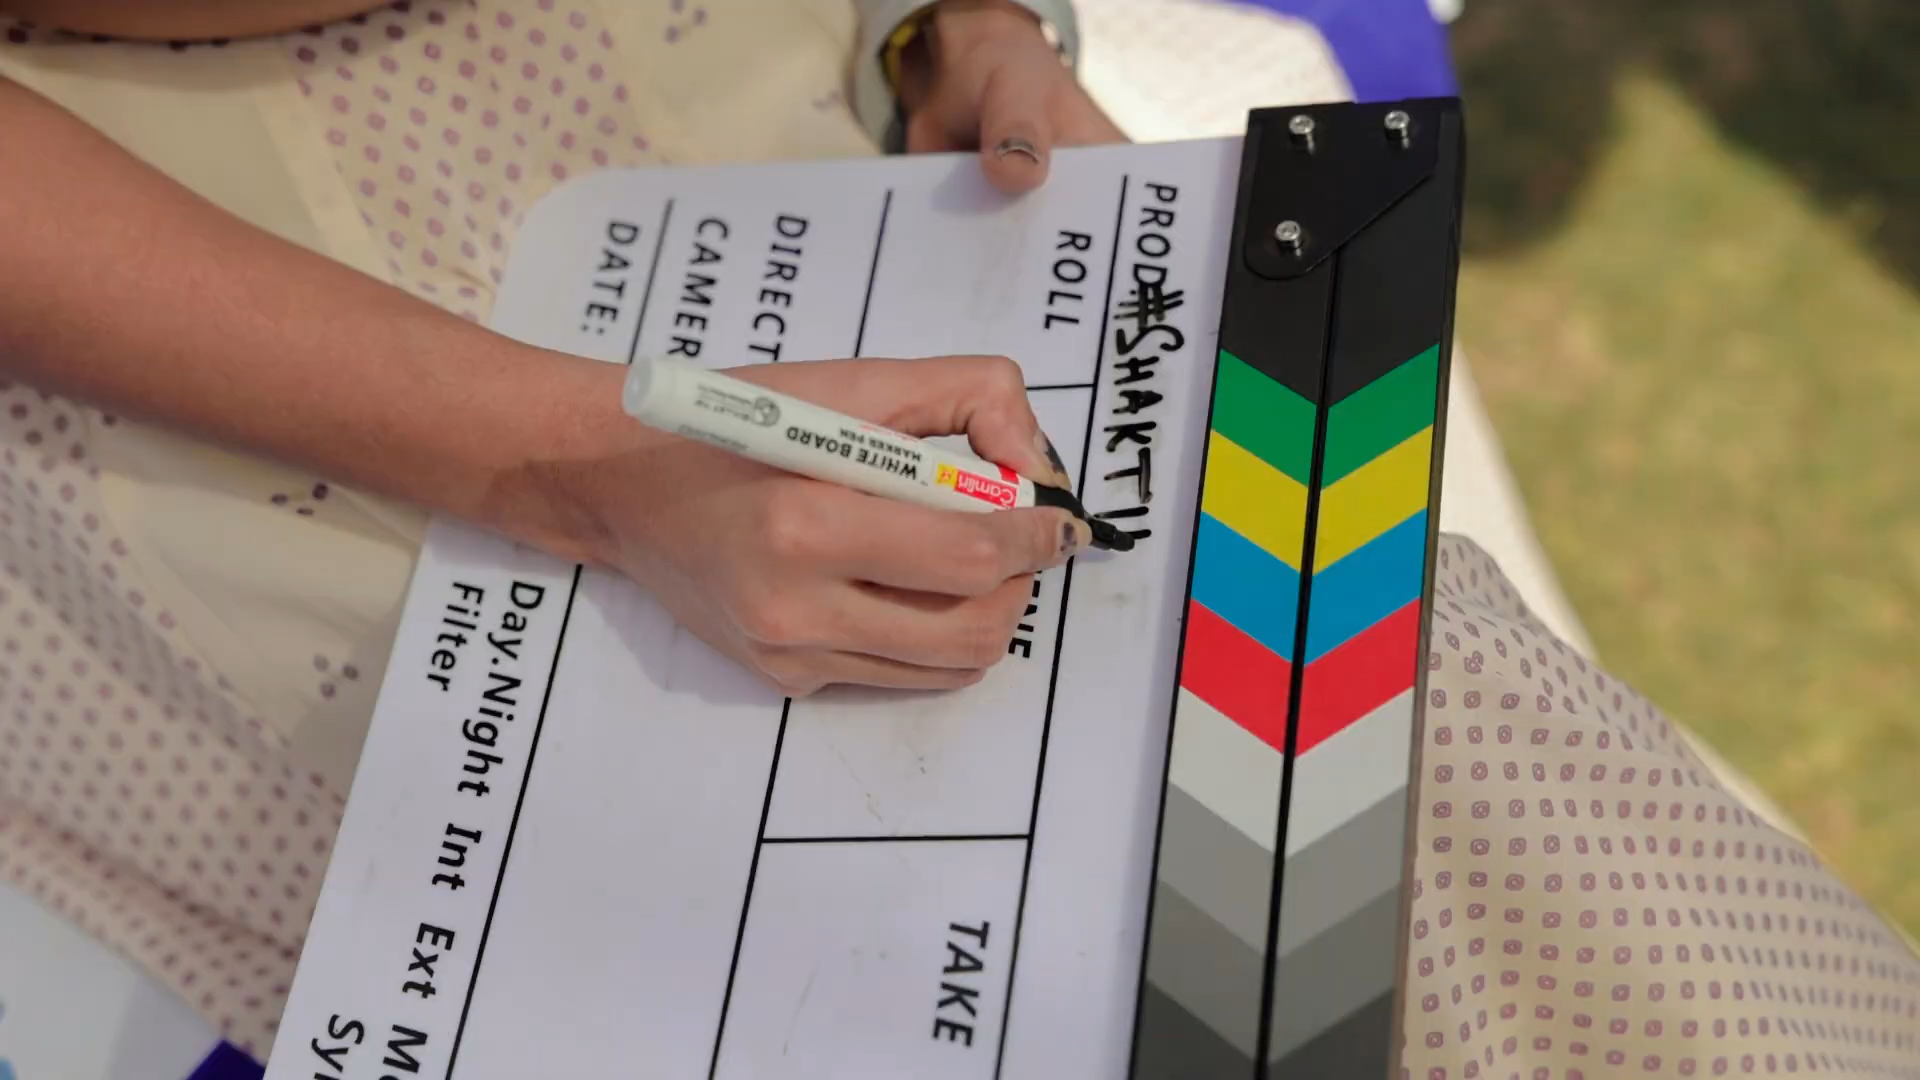 PROD.#SHAKTI
ROLL
TAKE
DIRECT
CAMER
DATE:
Day.Night Int Ext
Filter
WHITE BOARD
MARKER PEN
Camlin